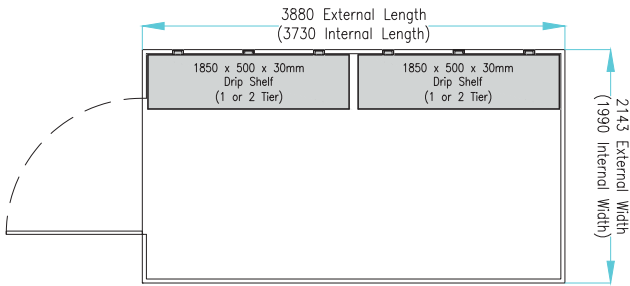 3880 External Length
(3730 Internal Length)
1850 x 500 x 30mm
Drip Shelf
(1 or 2 Tier)
1850 x 500 x 30mm
Drip Shelf
(1 or 2 Tier)
2143 External Width
(1990 Internal Width)